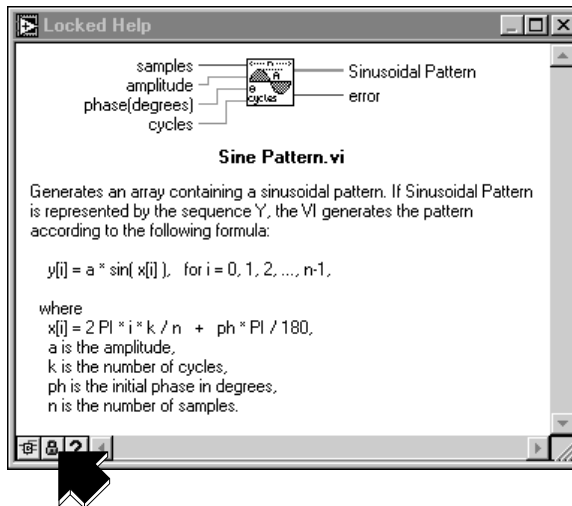 Locked Help
samples
amplitude
phase(degrees)
cycles
n
A
θ
cycles
Sinusoidal Pattern
error
Sine Pattern.vi
Generates an array containing a sinusoidal pattern. If Sinusoidal Pattern
is represented by the sequence Y, the VI generates the pattern
according to the following formula:
y[i] = a * sin( x[i] ),   for i = 0, 1, 2, ..., n-1,
where
x[i] = 2 PI * i * k / n   +   ph * PI / 180,
a is the amplitude,
k is the number of cycles,
ph is the initial phase in degrees,
n is the number of samples.
?